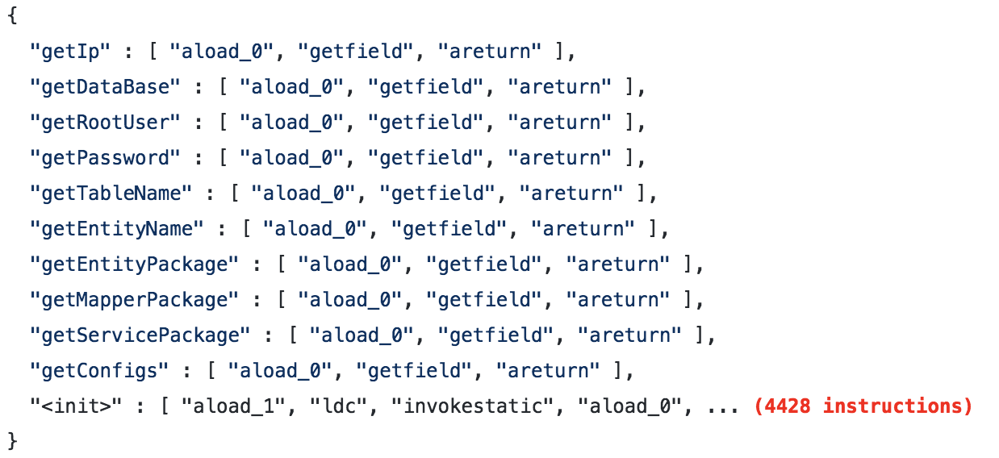 {
"getIp" : [ "aload_0", "getfield", "areturn" ],
"getDataBase" : [ "aload_0", "getfield", "areturn" ],
"getRootUser" : [ "aload_0", "getfield", "areturn" ],
"getPassword" : [ "aload_0", "getfield", "areturn" ],
"getTableName" : [ "aload_0", "getfield", "areturn" ],
"getEntityName" : [ "aload_0", "getfield", "areturn" ],
"getEntityPackage" : [ "aload_0", "getfield", "areturn" ],
"getMapperPackage" : [ "aload_0", "getfield", "areturn" ],
"getServicePackage" : [ "aload_0", "getfield", "areturn" ],
"getConfigs" : [ "aload_0", "getfield", "areturn" ],
"<init>" : [ "aload_1", "ldc", "invokestatic", "aload_0", ... (4428 instructions)
}